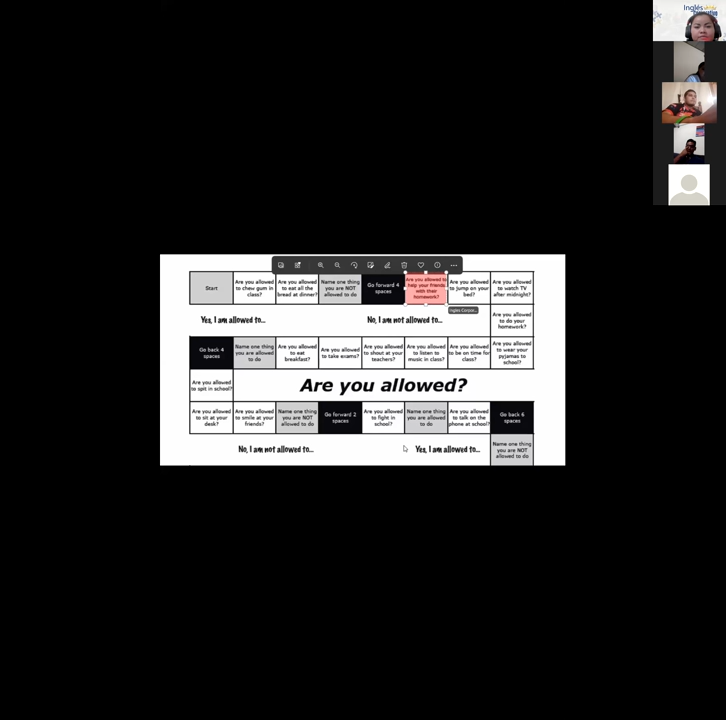 Inglés
Corporativo
Start
Are you allowed
to chew gum in
class?
Are you allowed
to eat all the
bread at dinner?
Name one thing
you are NOT
allowed to do
Go forward 4
spaces
Are you allowed to
help your friends
with their
homework?
Are you allowed
to jump on your
bed?
Are you allowed
to watch TV
after midnight?
Inglés Corpor...
Yes, I am allowed to...
No, I am not allowed to...
Are you allowed
to do your
homework?
Go back 4
spaces
Name one thing
you are allowed
to do
Are you allowed
to eat
breakfast?
Are you allowed
to take exams?
Are you allowed
to shout at your
teachers?
Are you allowed
to listen to
music in class?
Are you allowed
to be on time for
class?
Are you allowed
to wear your
pyjamas to
school?
Are you allowed
to spit in school?
Are you allowed?
Are you allowed
to sit at your
desk?
Are you allowed
to smile at your
friends?
Name one thing
you are NOT
allowed to do
Go forward 2
spaces
Are you allowed
to fight in
school?
Name one thing
you are allowed
to do
Are you allowed
to talk on the
phone at school?
Go back 6
spaces
No, I am not allowed to...
Yes, I am allowed to...
Name one thing
you are NOT
allowed to do